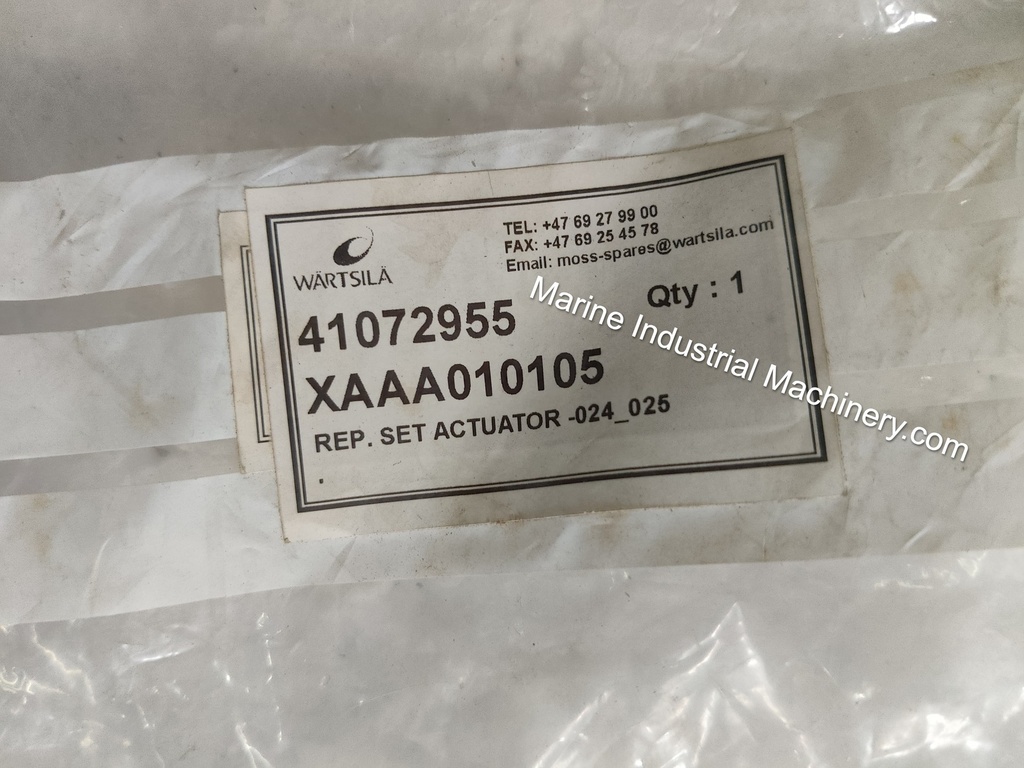 WÄRTSILÄ
TEL: +47 69 27 99 00
FAX: +47 69 25 45 78
Email: moss-spares@wartsila.com
41072955
Qty : 1
XAAA010105
REP. SET ACTUATOR -024_025
.
Marine Industrial Machinery.com